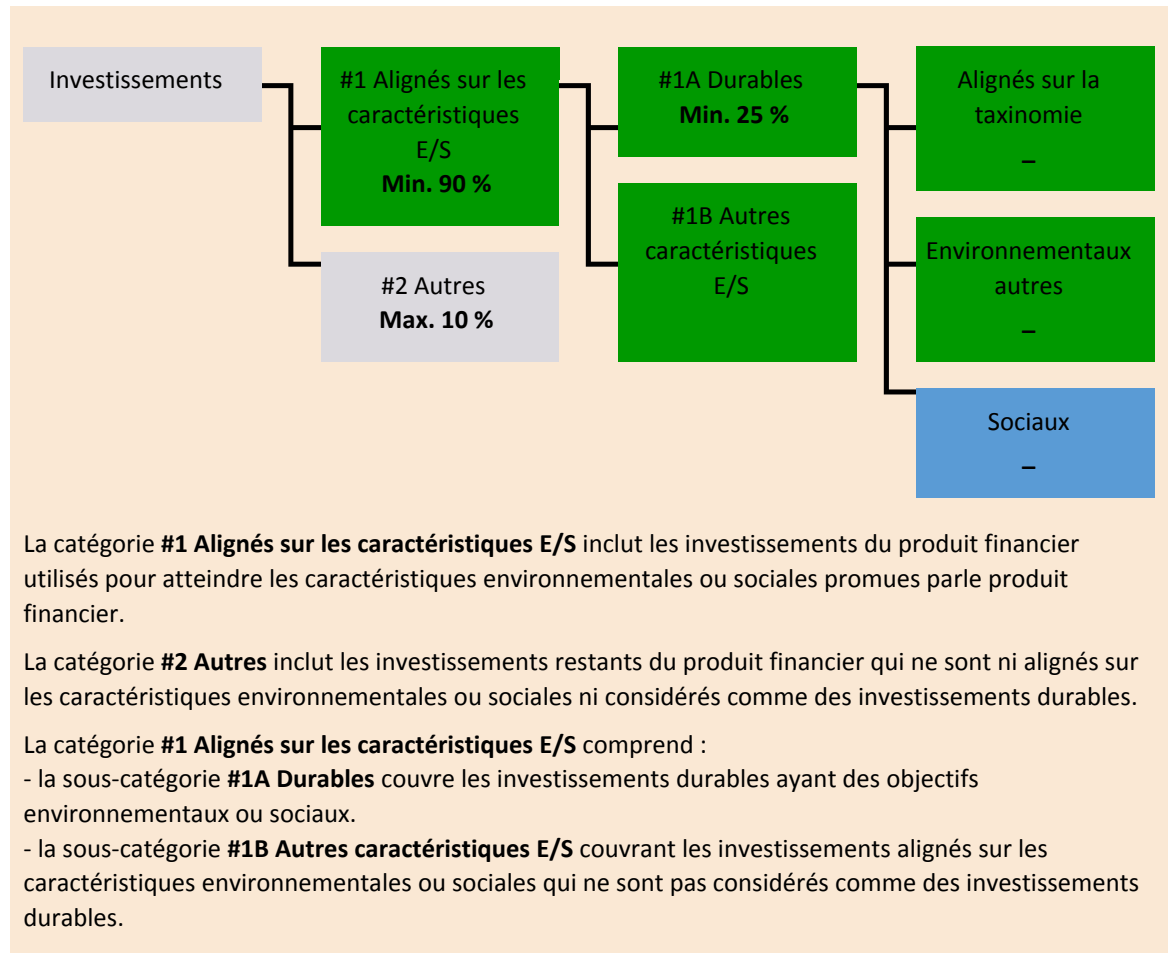 Investissements
#1 Alignés sur les
caractéristiques
E/S
Min. 90 %
#2 Autres
Max. 10 %
#1A Durables
Min. 25 %
#1B Autres
caractéristiques
E/S
Alignés sur la
taxinomie
–
Environnementaux
autres
–
Sociaux
–
La catégorie #1 Alignés sur les caractéristiques E/S inclut les investissements du produit financier
utilisés pour atteindre les caractéristiques environnementales ou sociales promues parle produit
financier.
La catégorie #2 Autres inclut les investissements restants du produit financier qui ne sont ni alignés sur
les caractéristiques environnementales ou sociales ni considérés comme des investissements durables.
La catégorie #1 Alignés sur les caractéristiques E/S comprend :
- la sous-catégorie #1A Durables couvre les investissements durables ayant des objectifs
environnementaux ou sociaux.
- la sous-catégorie #1B Autres caractéristiques E/S couvrant les investissements alignés sur les
caractéristiques environnementales ou sociales qui ne sont pas considérés comme des investissements
durables.